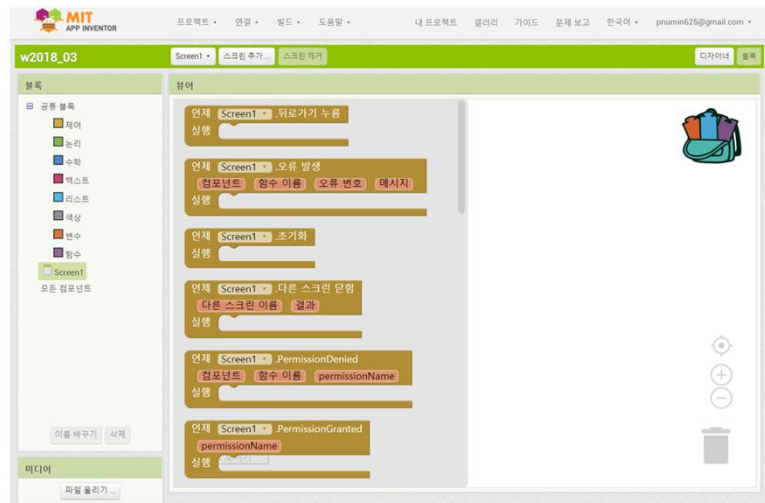 MIT
APP INVENTOR
프로젝트 연결 빌드 도움말 내 프로젝트 갤러리 가이드 문제 보고 한국어 pnumin625@gmail.com
w2018_03 Screen1 스크린 추가 ... 스크린 제거 디자이너 블록
블록
공통 블록
제어
논리
수학
텍스트
리스트
색상
변수
함수
Screen1
모든 컴포넌트
이름 바꾸기 삭제
미디어
파일 올리기 ...
뷰어
언제 Screen1 .뒤로가기 누름
실행
언제 Screen1 .오류 발생
컴포넌트 함수 이름 오류 번호 메시지
실행
언제 Screen1 .초기화
실행
언제 Screen1 .다른 스크린 닫힘
다른 스크린 이름 결과
실행
언제 Screen1 .PermissionDenied
컴포넌트 함수 이름 permissionName
실행
언제 Screen1 .PermissionGranted
permissionName
실행